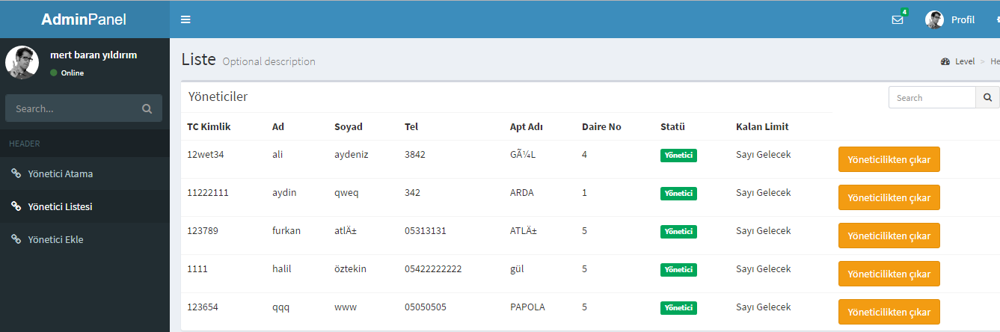 AdminPanel
4
Profil
mert baran yıldırım
Online
Search...
HEADER
Yönetici Atama
Yönetici Listesi
Yönetici Ekle
Liste Optional description
Level > He
Yöneticiler
Search
TC Kimlik Ad Soyad Tel Apt Adı Daire No Statü Kalan Limit
12wet34 ali aydeniz 3842 GÃ¼L 4 Yönetici Sayı Gelecek Yöneticilikten çıkar
11222111 aydin qweq 342 ARDA 1 Yönetici Sayı Gelecek Yöneticilikten çıkar
123789 furkan atlÄ± 05313131 ATLÄ± 5 Yönetici Sayı Gelecek Yöneticilikten çıkar
1111 halil öztekin 05422222222 gül 5 Yönetici Sayı Gelecek Yöneticilikten çıkar
123654 qqq www 05050505 PAPOLA 5 Yönetici Sayı Gelecek Yöneticilikten çıkar